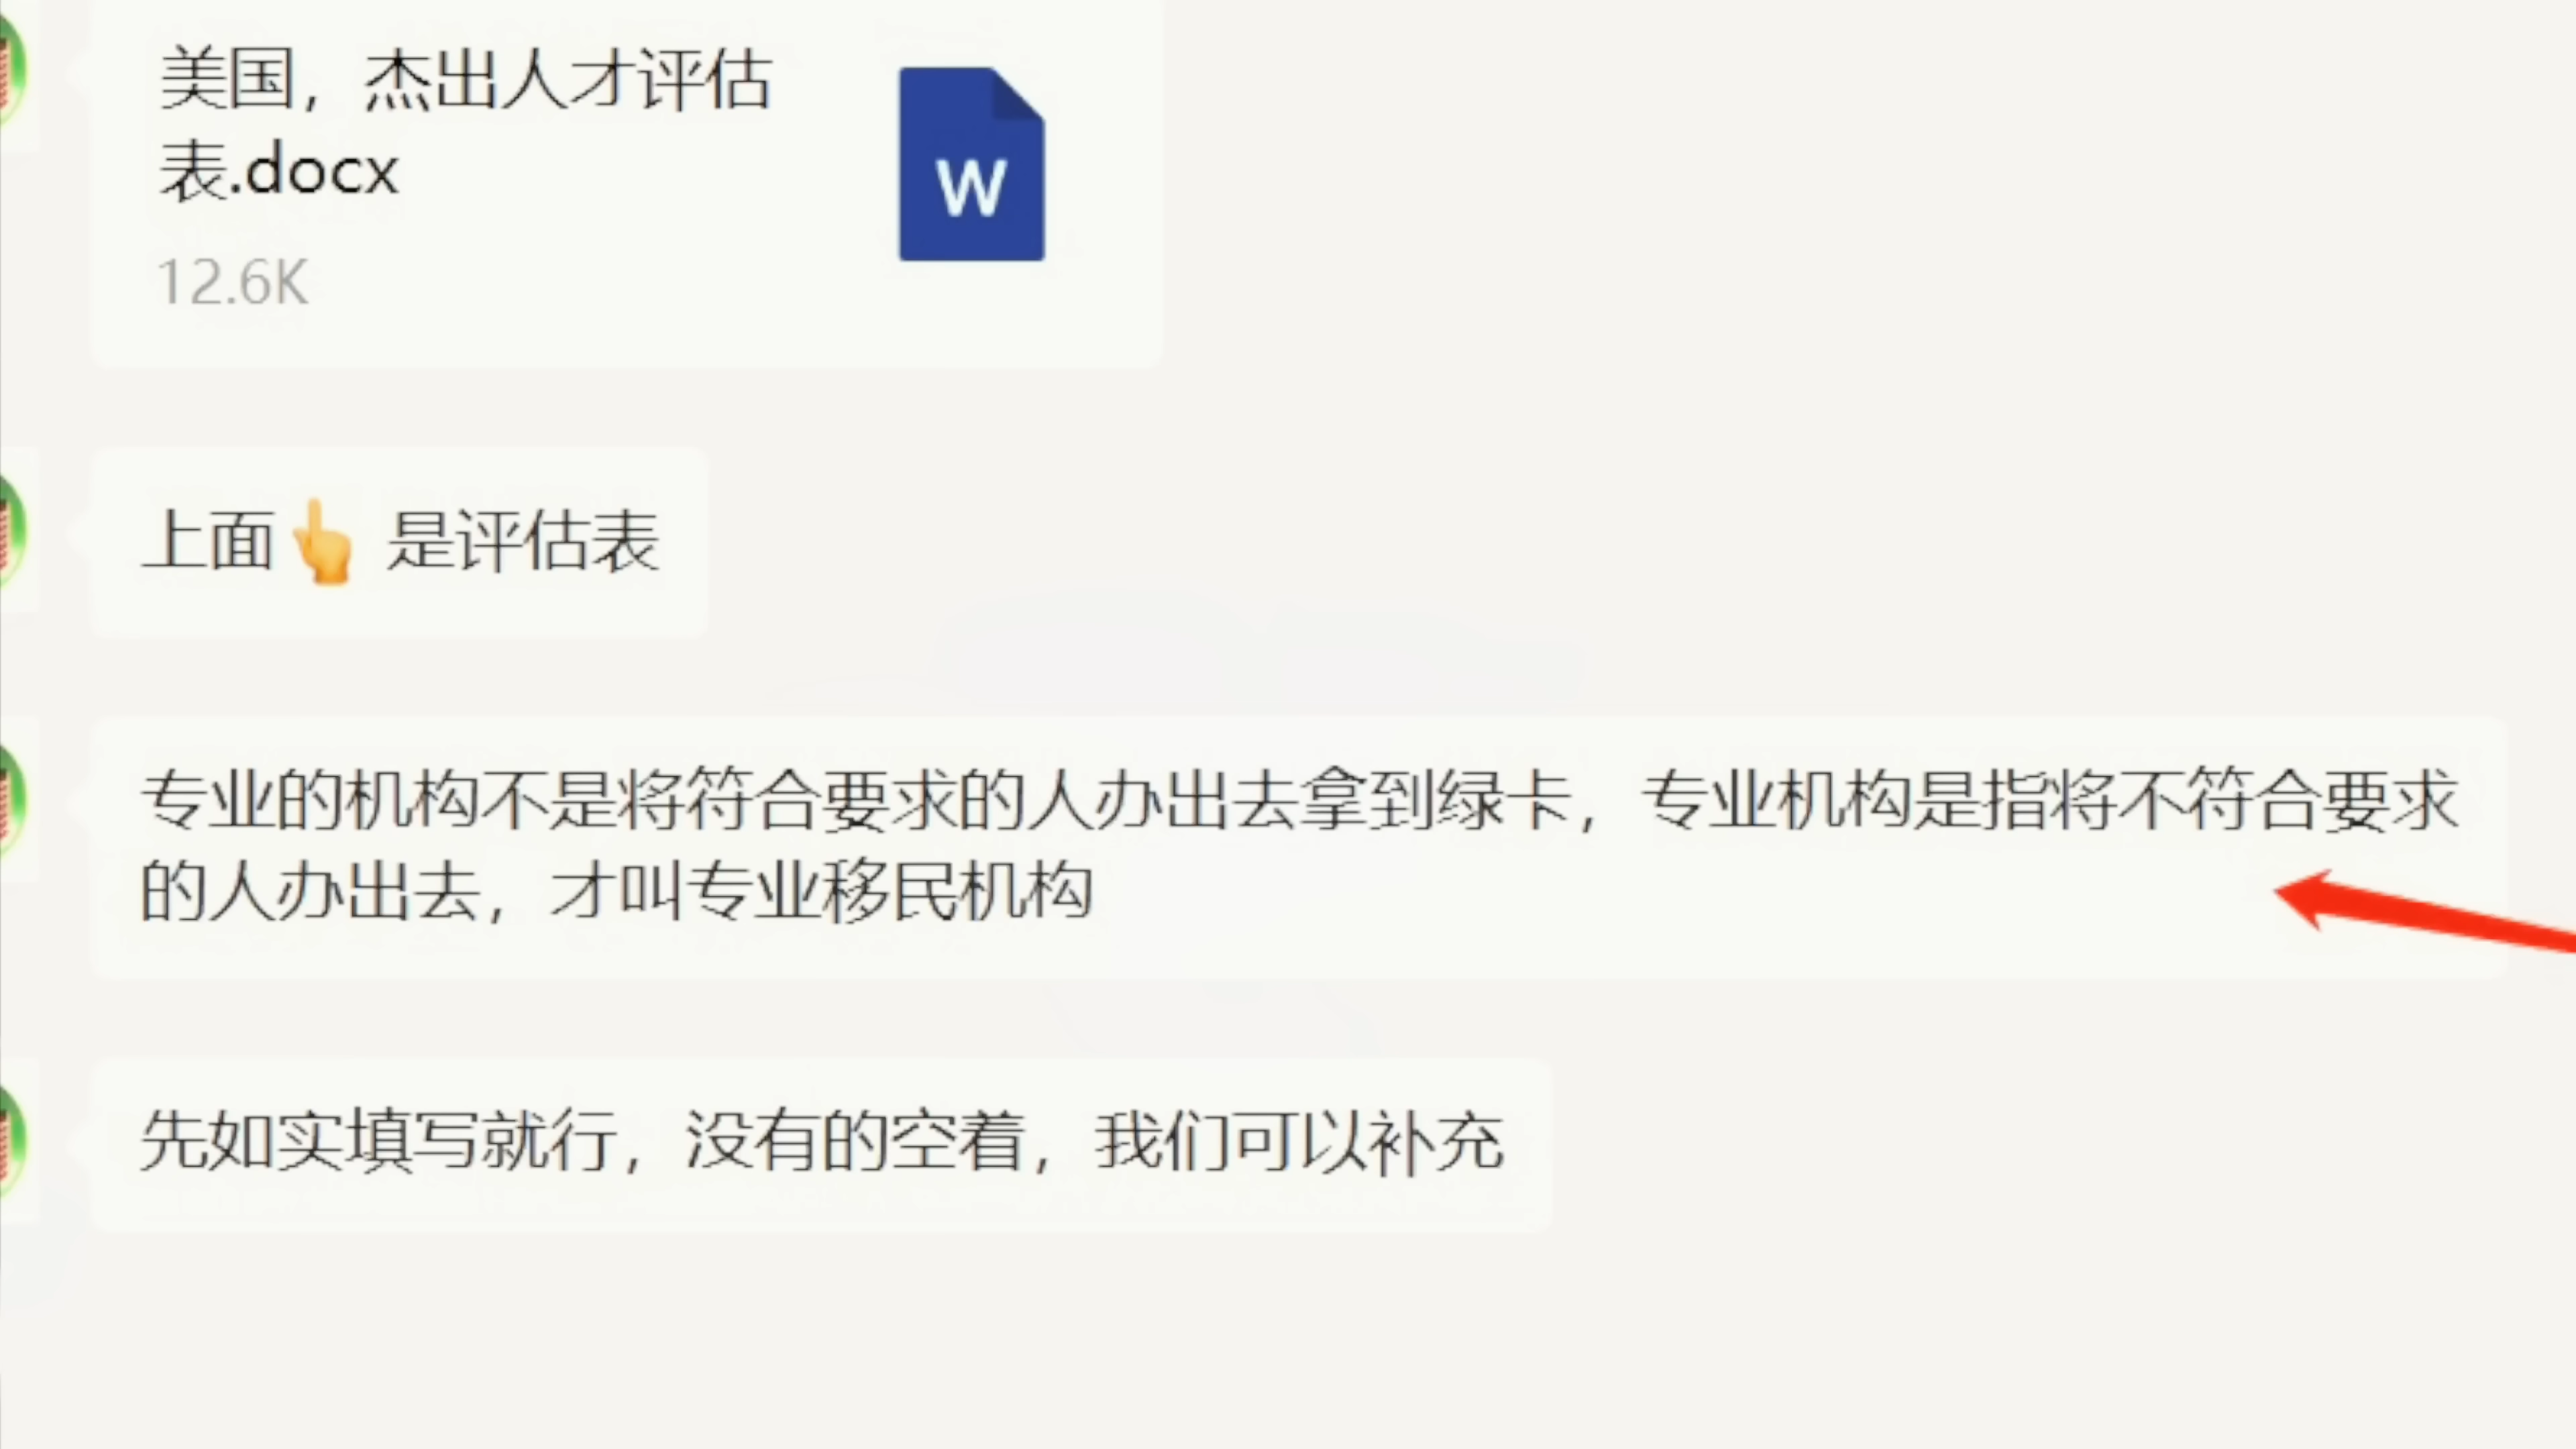 美国，杰出人才评估
表.docx
12.6K
W
上面👆是评估表
专业的机构不是将符合要求的人办出去拿到绿卡，专业机构是指将不符合要求
的人办出去，才叫专业移民机构
先如实填写就行，没有的空着，我们可以补充